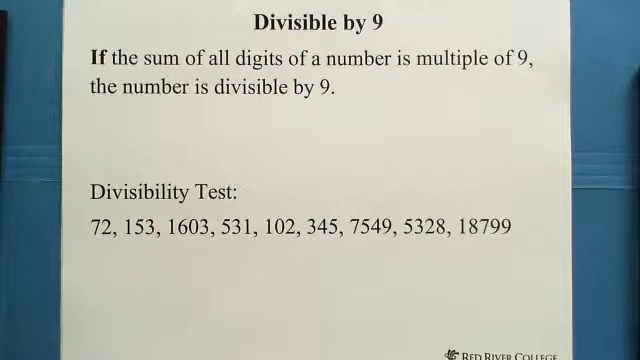 Divisible by 9
If the sum of all digits of a number is multiple of 9,
the number is divisible by 9.
Divisibility Test:
72, 153, 1603, 531, 102, 345, 7549, 5328, 18799
RED RIVER COLLEGE